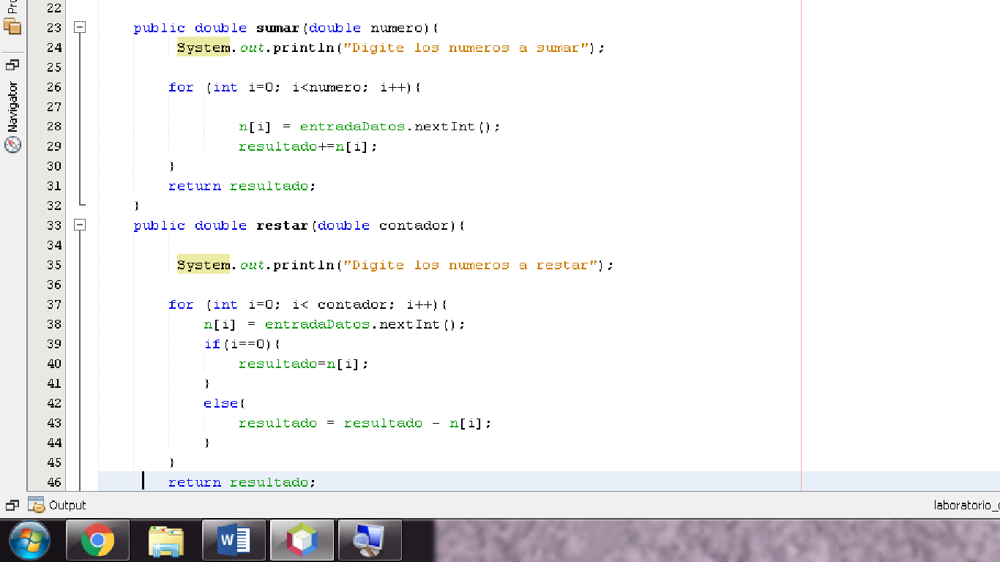 Pro
Navigator
22
23 public double sumar(double numero){
24 System.out.println("Digite los numeros a sumar");
25
26 for (int i=0; i<numero; i++){
27
28 n[i] = entradaDatos.nextInt();
29 resultado+=n[i];
30 }
31 return resultado;
32 }
33 public double restar(double contador){
34
35 System.out.println("Digite los numeros a restar");
36
37 for (int i=0; i< contador; i++){
38 n[i] = entradaDatos.nextInt();
39 if(i==0){
40 resultado=n[i];
41 }
42 else{
43 resultado = resultado - n[i];
44 }
45 }
46 return resultado;
Output
laboratorio_
W